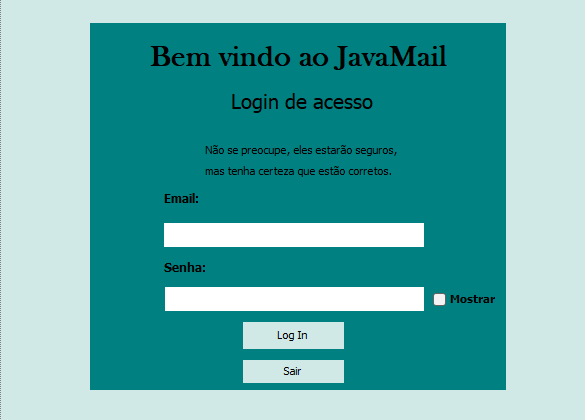 Bem vindo ao JavaMail
Login de acesso
Não se preocupe, eles estarão seguros,
mas tenha certeza que estão corretos.
Email:
Senha:
Mostrar
Log In
Sair